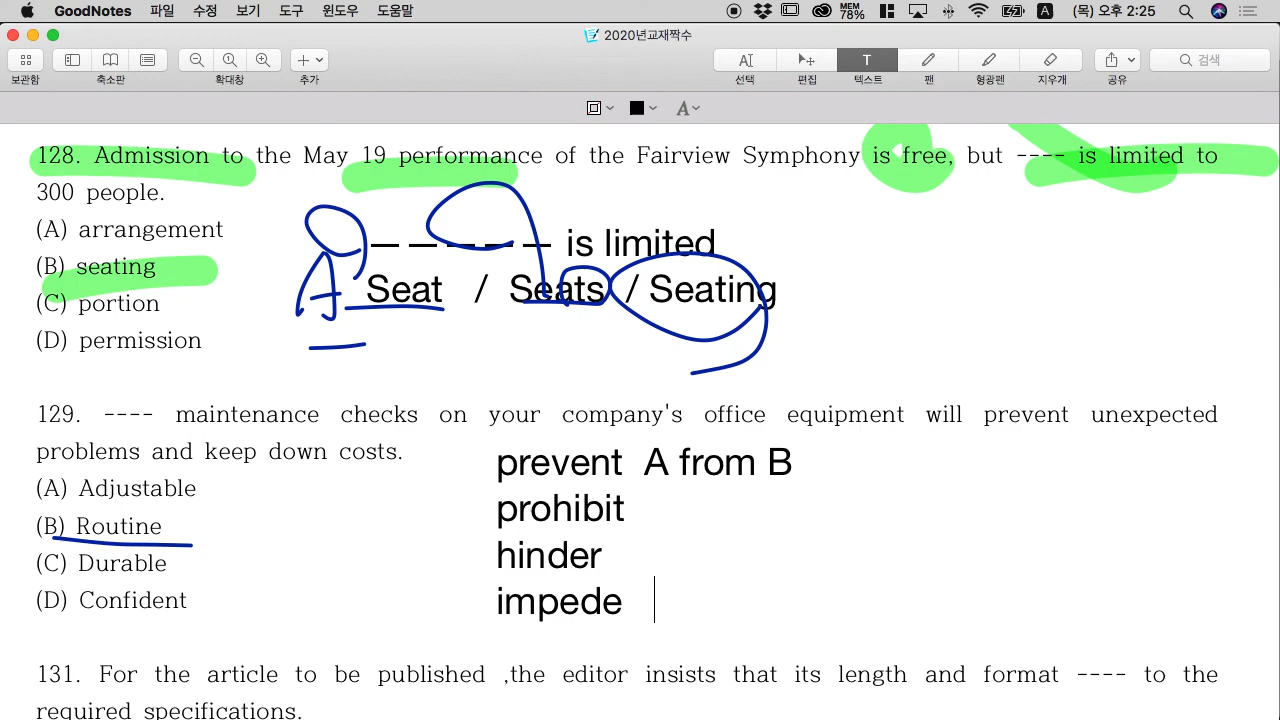 GoodNotes 파일 수정 보기 도구 윈도우 도움말 MEM 78% A (목) 오후 2:25
2020년교재짝수
보관함 축소판 확대창 추가 선택 편집 텍스트 펜 형광펜 지우개 공유 검색
128. Admission to the May 19 performance of the Fairview Symphony is free, but ---- is limited to
300 people.
(A) arrangement
(B) seating
(C) portion
(D) permission
_ _ _ _ _ is limited
A Seat / Seats / Seating
129. ---- maintenance checks on your company's office equipment will prevent unexpected
problems and keep down costs.
(A) Adjustable
(B) Routine
(C) Durable
(D) Confident
prevent A from B
prohibit
hinder
impede
131. For the article to be published ,the editor insists that its length and format ---- to the
required specifications.